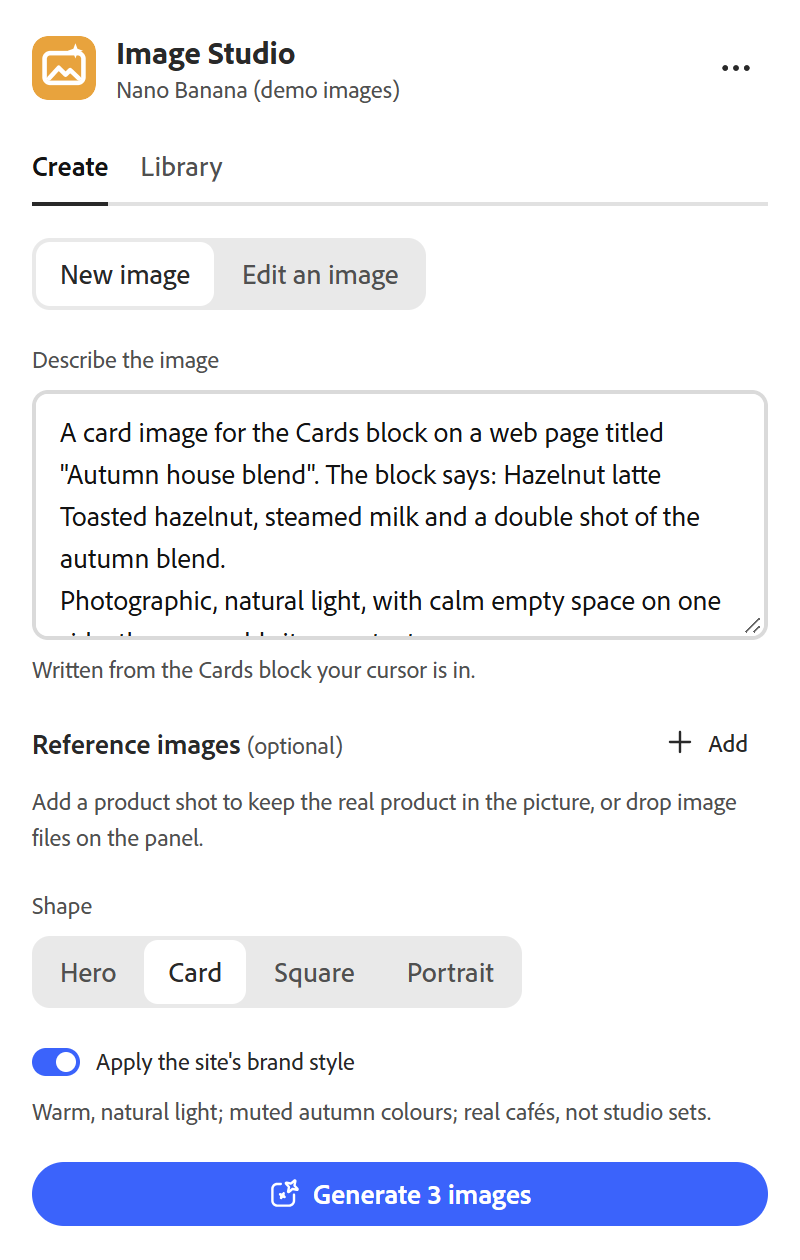 Image Studio
Nano Banana (demo images)
Create
Library
New image
Edit an image
Describe the image
A card image for the Cards block on a web page titled
"Autumn house blend". The block says: Hazelnut latte
Toasted hazelnut, steamed milk and a double shot of the
autumn blend.
Photographic, natural light, with calm empty space on one
Written from the Cards block your cursor is in.
Reference images (optional)
Add
Add a product shot to keep the real product in the picture, or drop image
files on the panel.
Shape
Hero
Card
Square
Portrait
Apply the site's brand style
Warm, natural light; muted autumn colours; real cafés, not studio sets.
Generate 3 images